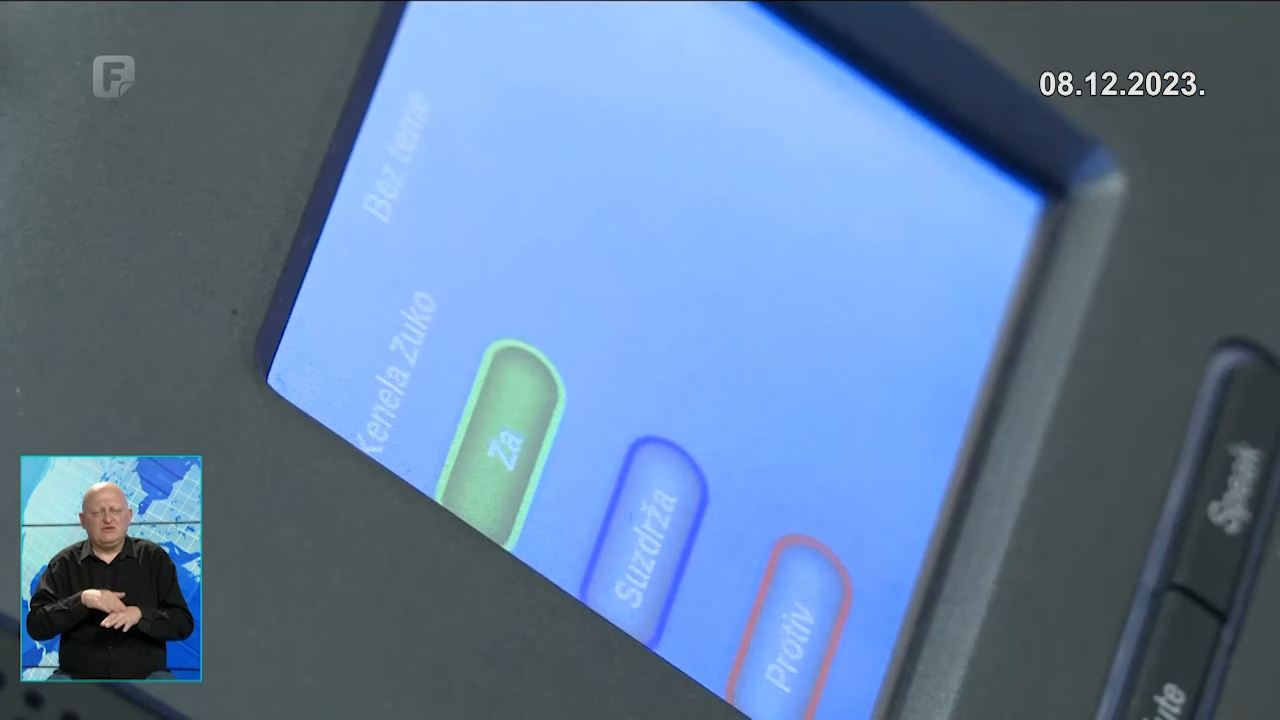 F
08.12.2023.
Bez teme
Kenela Zuko
Za
Suzdrža
Protiv
Speak